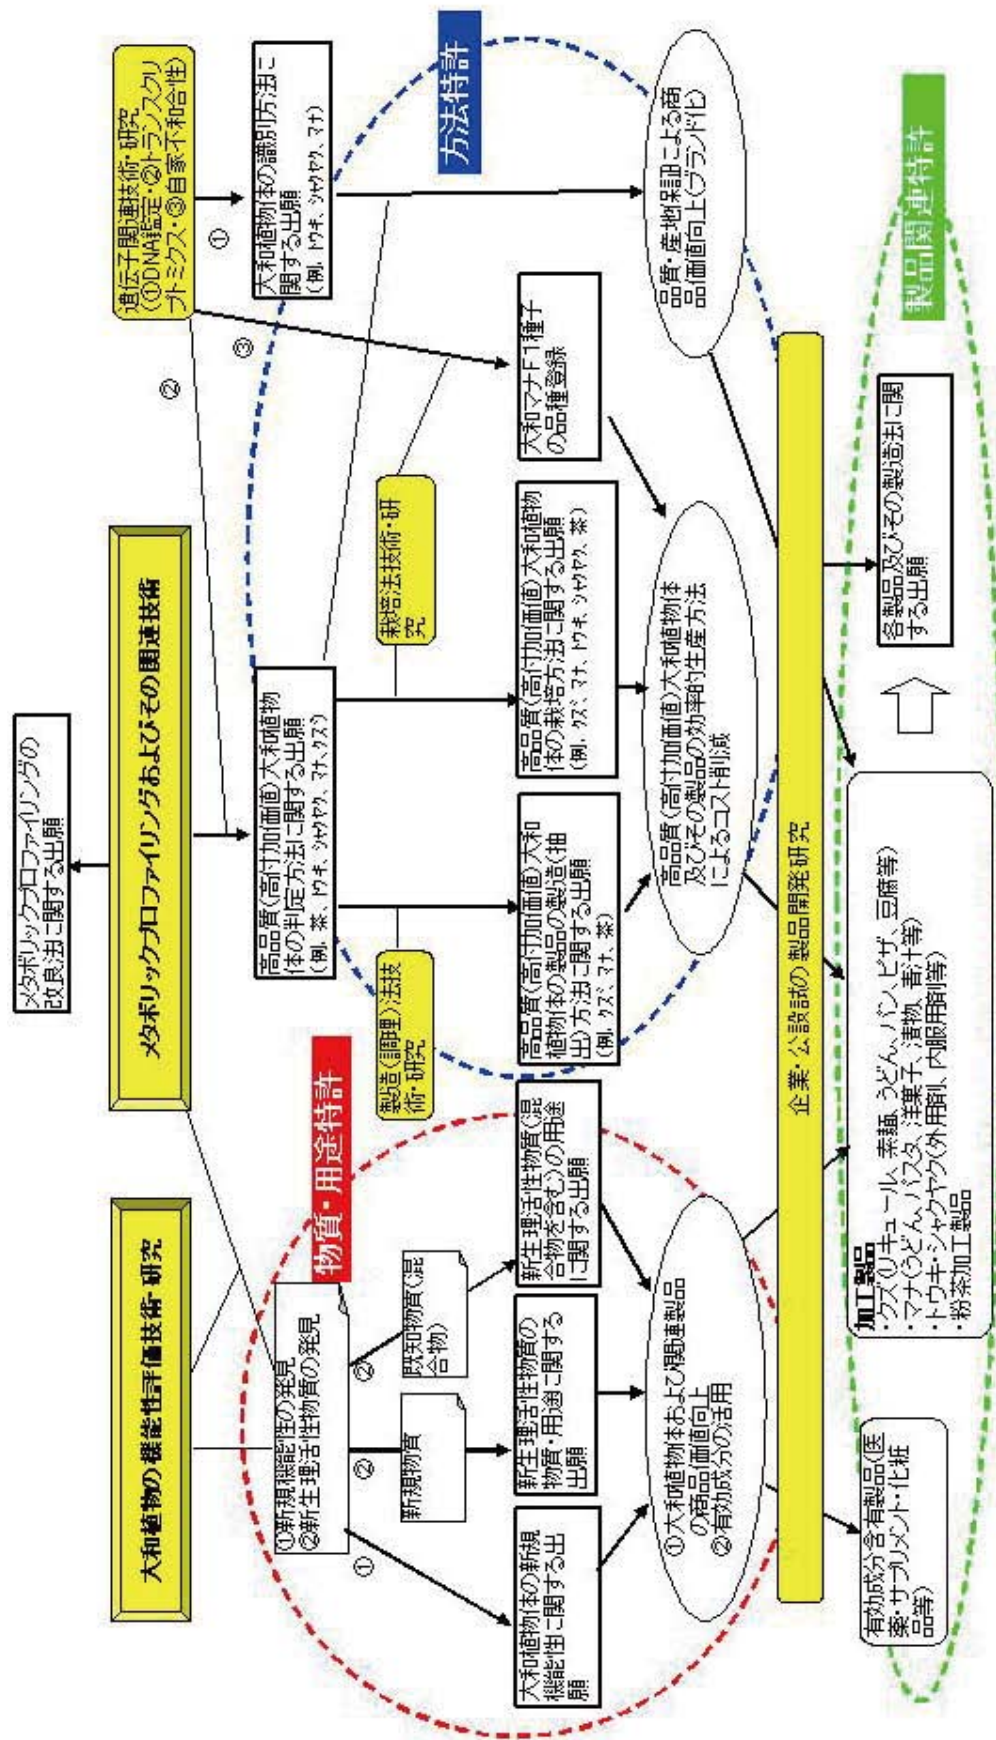 メタボリックプロファイリングの
改良法に関する出願
大和植物の機能性評価技術・研究
メタボリックプロファイリングおよびその関連技術
遺伝子関連技術・研究
(①DNA鑑定・②トランスクリ
プトミクス・③自家不和合性)
①
②
③
物質・用途特許
方法特許
①新規機能性の発見
②新生理活性物質の発見
高品質(高付加価値)大和植物
体の判定方法に関する出願
(例、茶、トウキ、シャクヤク、マナ、クズ)
大和植物体の識別方法に
関する出願
(例、トウキ、シャクヤク、マナ)
①
②
②
新規物質
既知物質(混
合物)
製造(調理)法技
術・研究
栽培法技術・研
究
大和植物体の新規
機能性に関する出
願
新生理活性物質の
物質・用途に関する
出願
新生理活性物質(混
合物を含む)の用途
に関する出願
高品質(高付加価値)大和
植物体の製品の製造(抽
出)方法に関する出願
(例、クズ、マナ、茶)
高品質(高付加価値)大和植物
体の栽培方法に関する出願
(例、クズ、マナ、トウキ、シャクヤク、茶)
大和マナF1種子
の品種登録
①大和植物体および関連製品
の商品価値向上
②有効成分の活用
高品質(高付加価値)大和植物体
及びその製品の効率的生産方法
によるコスト削減
品質・産地保証による商
品価値向上(ブランド化)
企業・公設試の製品開発研究
有効成分含有製品(医
薬・サプリメント・化粧
品等)
加工製品
・クズ(リキュール、素麺、うどん、パン、ピザ、豆腐等)
・マナ(うどん、パスタ、洋菓子、漬物、青汁等)
・トウキ・シャクヤク(外用剤、内服用剤等)
・粉茶加工製品
各製品及びその製造法に関
する出願
製品関連特許